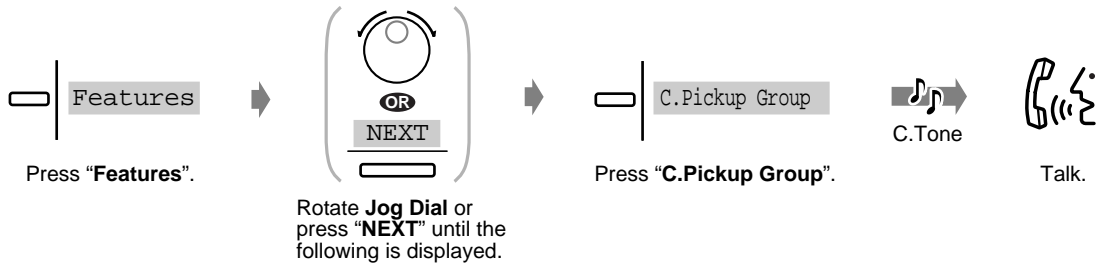 Features
Press “Features”.
OR
NEXT
Rotate Jog Dial or
press “NEXT” until the
following is displayed.
C.Pickup Group
Press “C.Pickup Group”.
C.Tone
Talk.